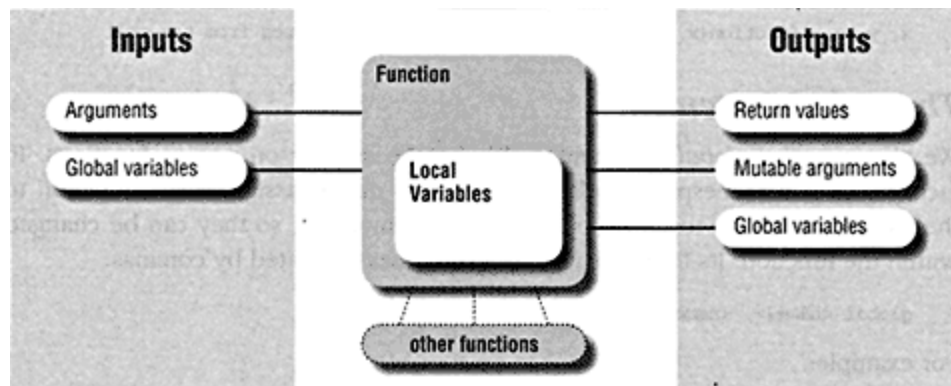 Inputs
Outputs
Function
Arguments
Return values
Global variables
Local
Variables
Mutable arguments
Global variables
other functions